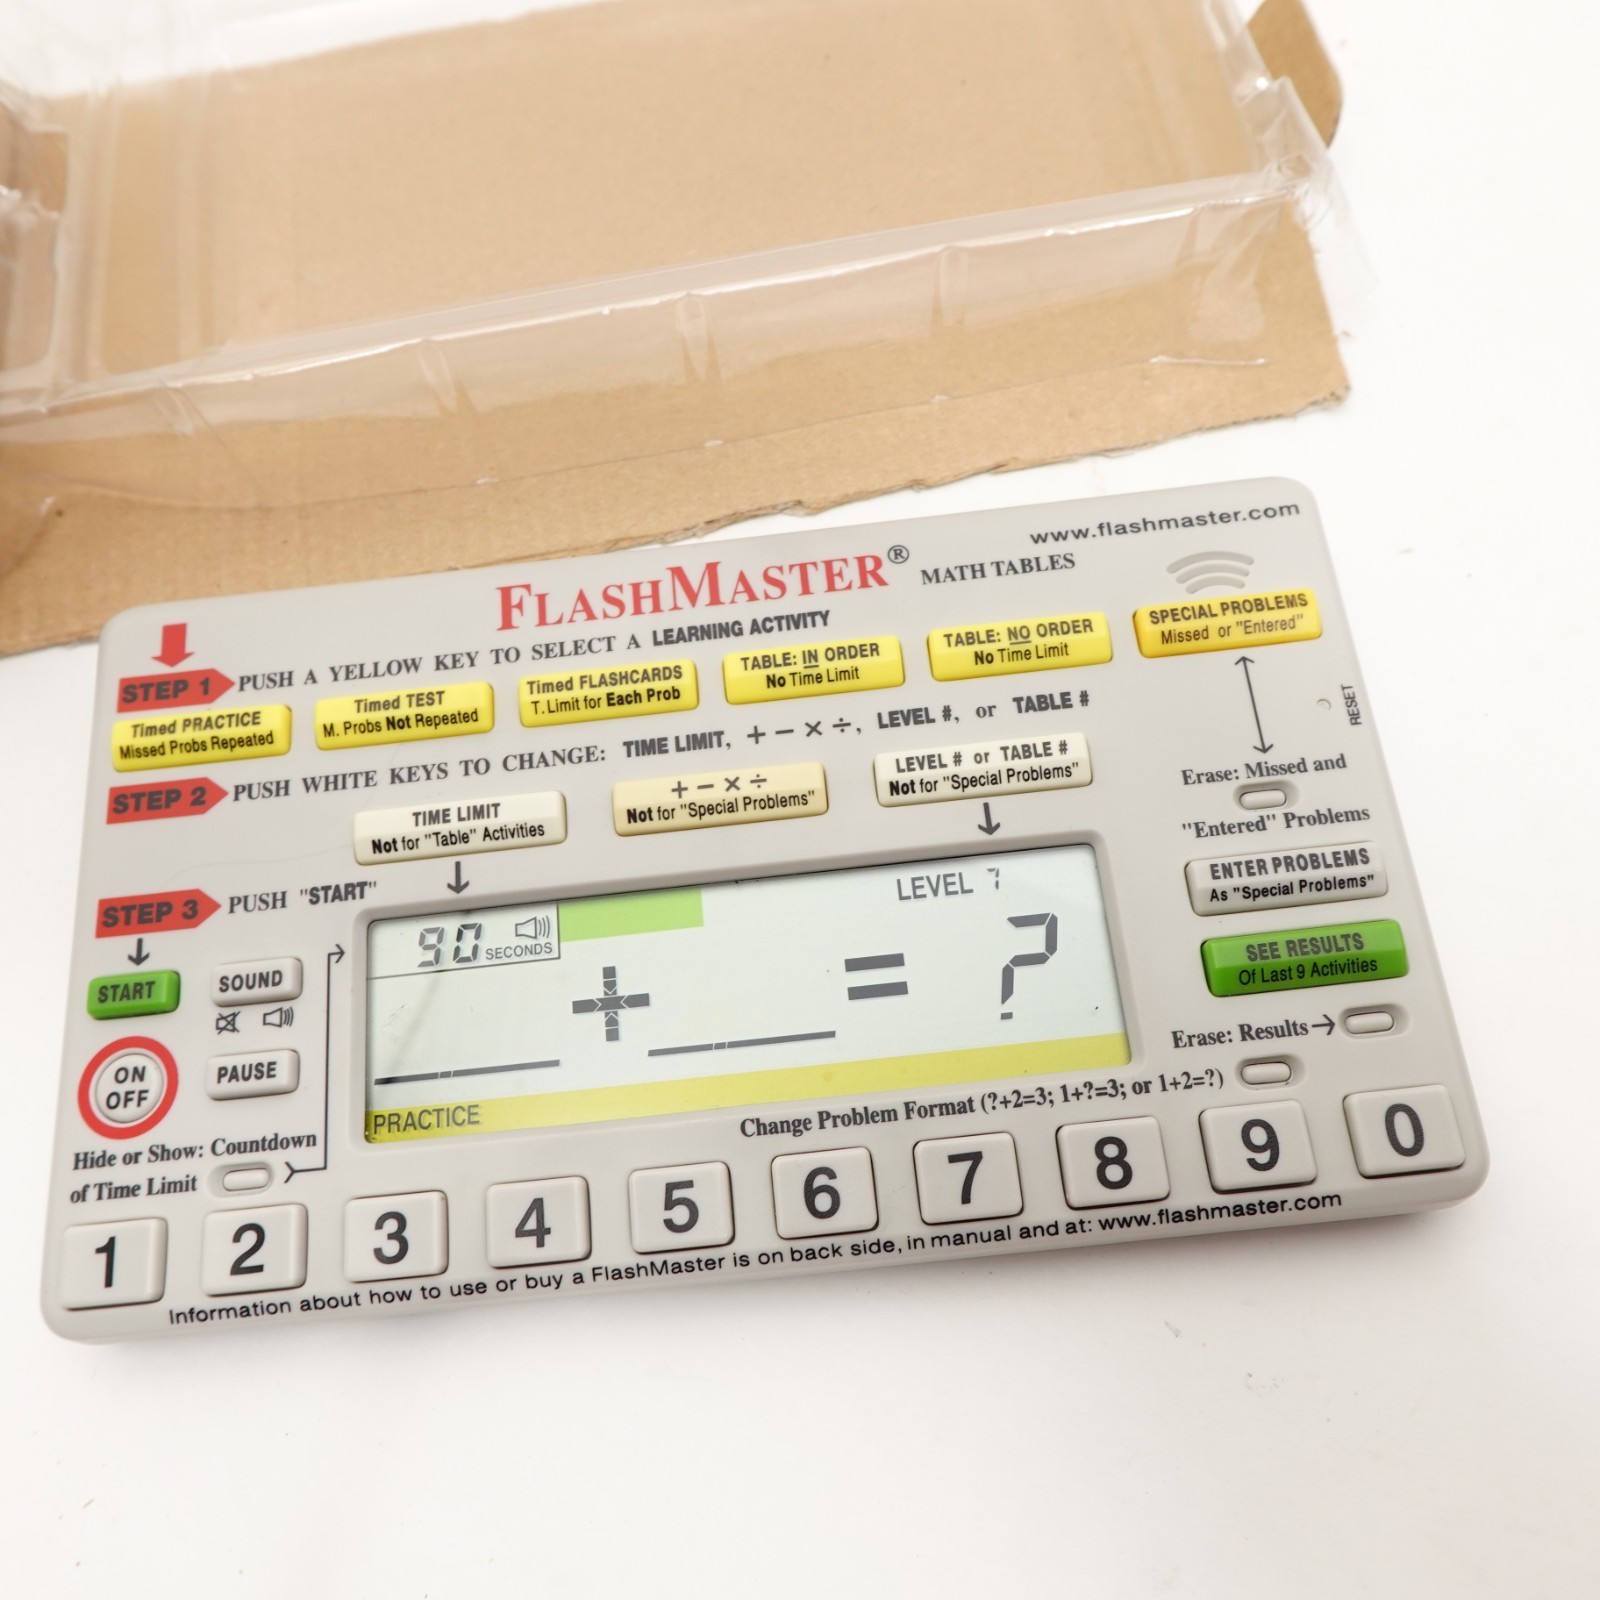 www.flashmaster.com
FLASHMASTER® MATH TABLES
STEP 1 PUSH A YELLOW KEY TO SELECT A LEARNING ACTIVITY
Timed PRACTICE
Missed Probs Repeated
Timed TEST
M. Probs Not Repeated
Timed FLASHCARDS
T. Limit for Each Prob
TABLE: IN ORDER
No Time Limit
TABLE: NO ORDER
No Time Limit
SPECIAL PROBLEMS
Missed or "Entered"
RESET
STEP 2 PUSH WHITE KEYS TO CHANGE: TIME LIMIT, + − × ÷, LEVEL #, or TABLE #
TIME LIMIT
Not for "Table" Activities
+ − × ÷
Not for "Special Problems"
LEVEL # or TABLE #
Not for "Special Problems"
Erase: Missed and
"Entered" Problems
ENTER PROBLEMS
As "Special Problems"
STEP 3 PUSH "START"
START
SOUND
ON
OFF
PAUSE
90 SECONDS
LEVEL 7
+ = ?
PRACTICE
SEE RESULTS
Of Last 9 Activities
Erase: Results→
Change Problem Format (?+2=3; 1+?=3; or 1+2=?)
Hide or Show: Countdown
of Time Limit
1 2 3 4 5 6 7 8 9 0
Information about how to use or buy a FlashMaster is on back side, in manual and at: www.flashmaster.com